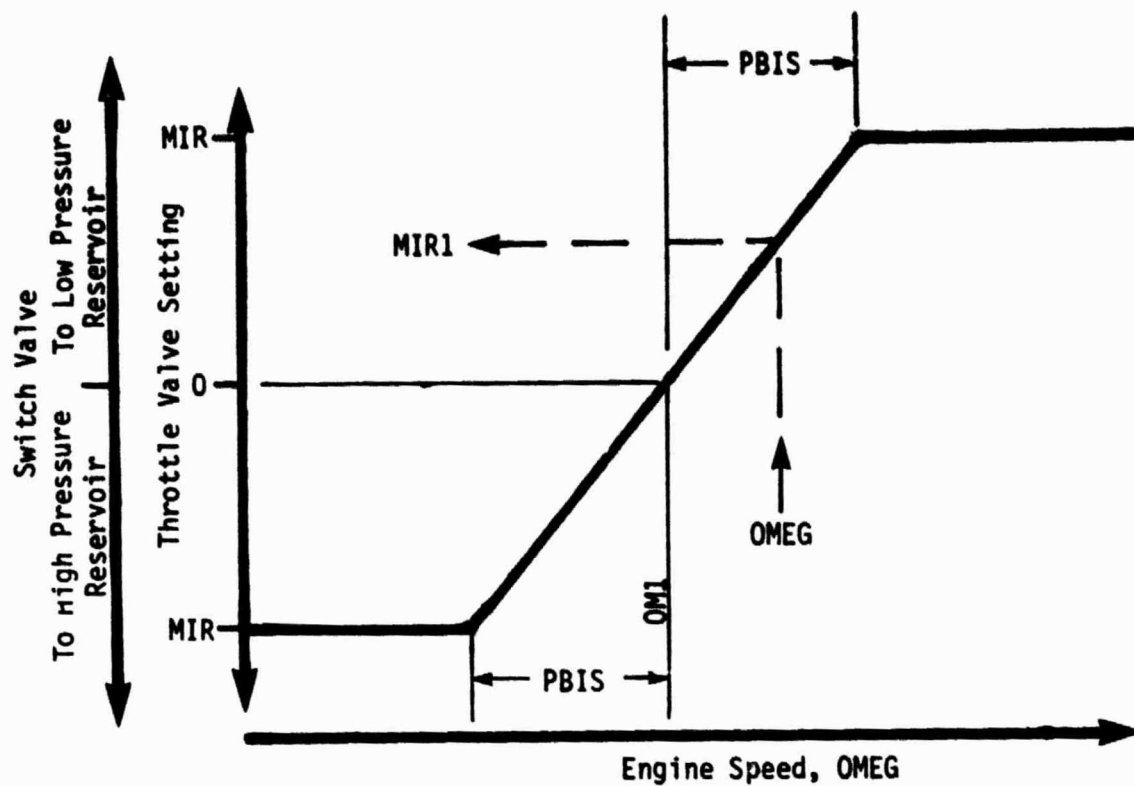 PBIS
MIR
MIR1
Switch Valve
To Low Pressure
Reservoir
To High Pressure
Reservoir
Throttle Valve Setting
0
OMEG
OM1
MIR
PBIS
Engine Speed, OMEG